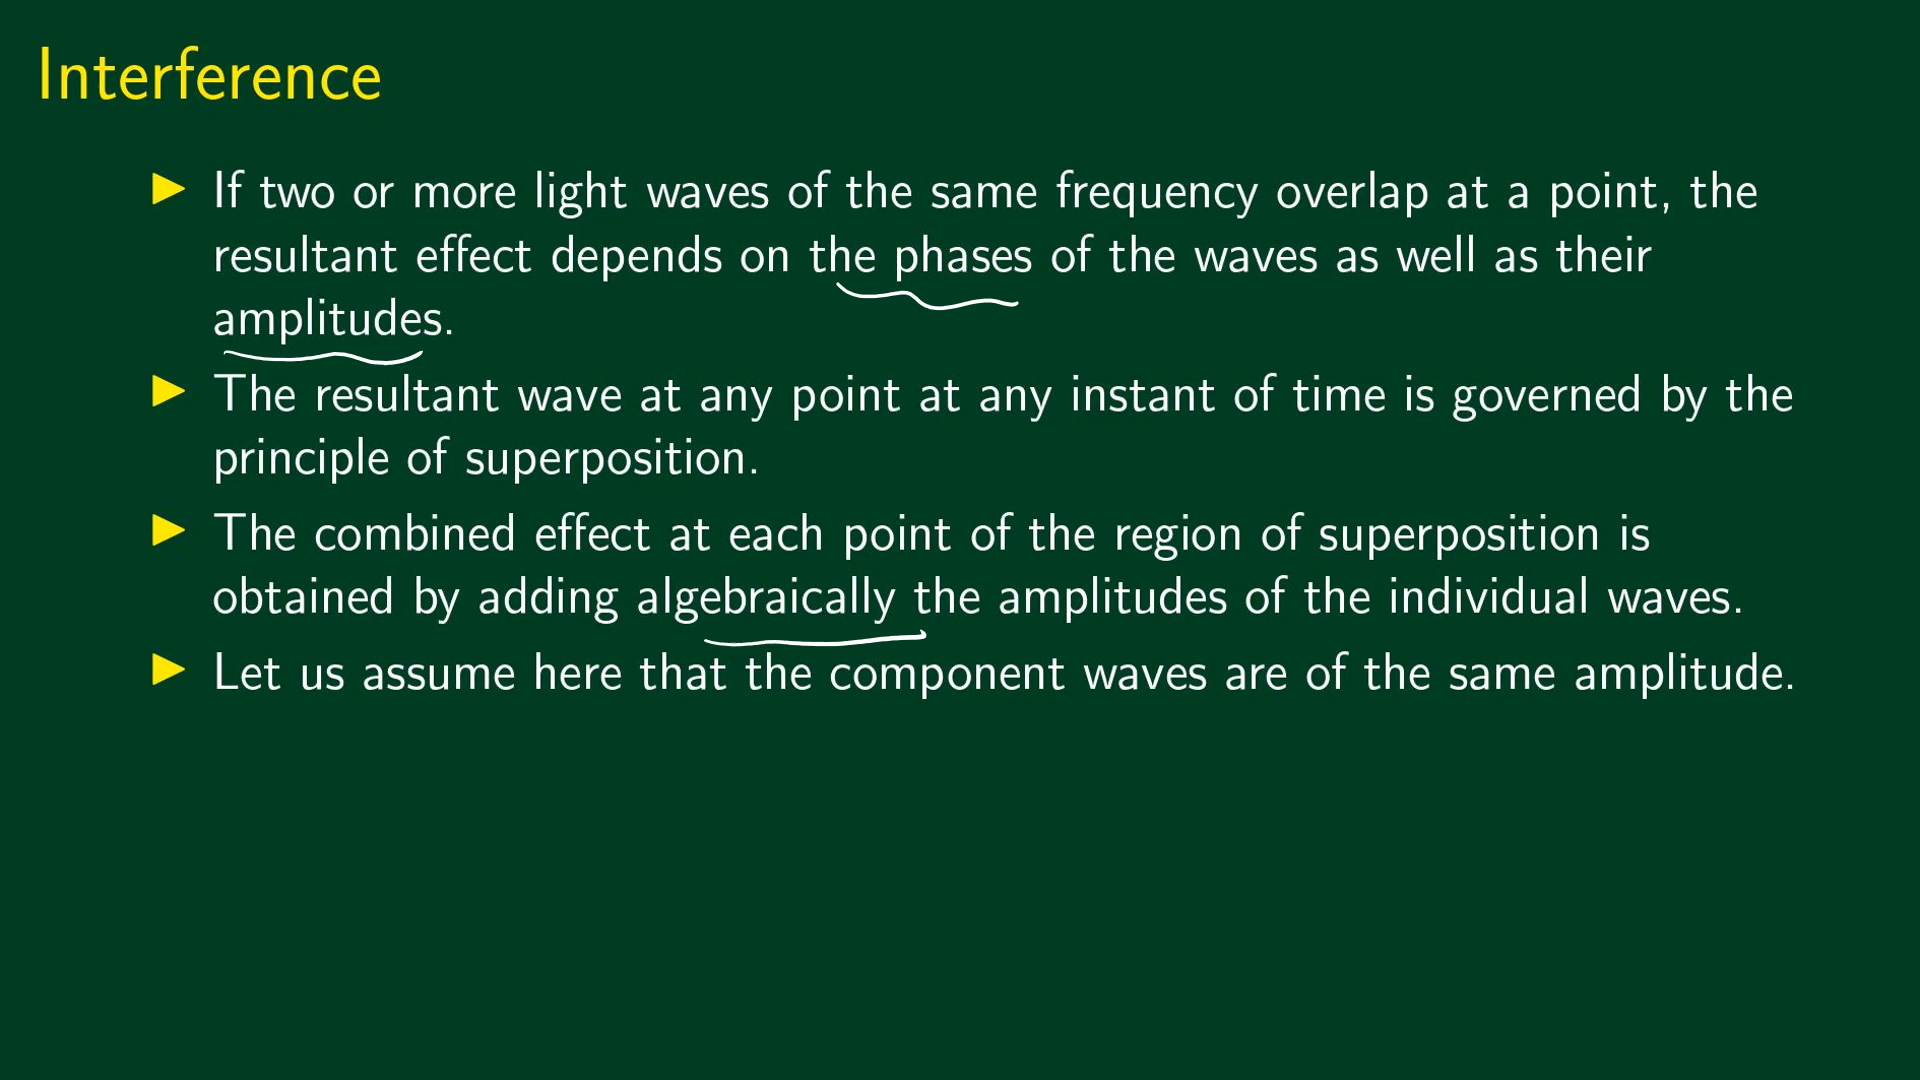 Interference
If two or more light waves of the same frequency overlap at a point, the
resultant effect depends on the phases of the waves as well as their
amplitudes.
The resultant wave at any point at any instant of time is governed by the
principle of superposition.
The combined effect at each point of the region of superposition is
obtained by adding algebraically the amplitudes of the individual waves.
Let us assume here that the component waves are of the same amplitude.